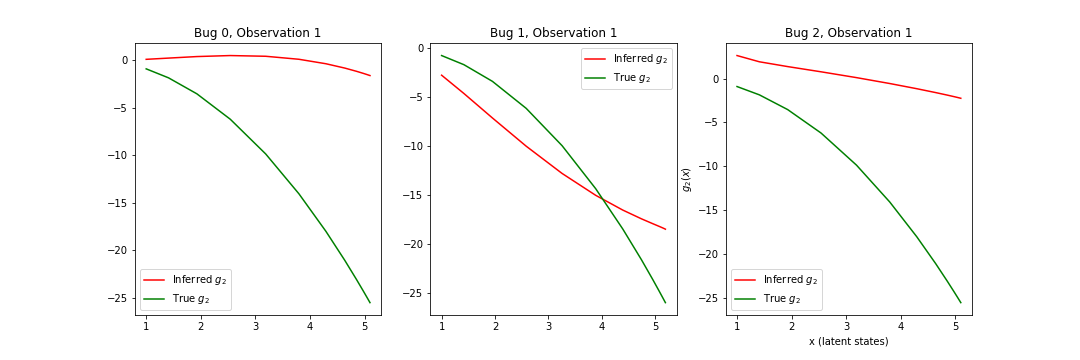 Bug 0, Observation 1
0
−5
−10
−15
−20
−25
1 2 3 4 5
Inferred g₂
True g₂
Bug 1, Observation 1
0
−5
−10
−15
−20
−25
1 2 3 4 5
Inferred g₂
True g₂
Bug 2, Observation 1
g₂(x)
0
−5
−10
−15
−20
−25
1 2 3 4 5
Inferred g₂
True g₂
x (latent states)